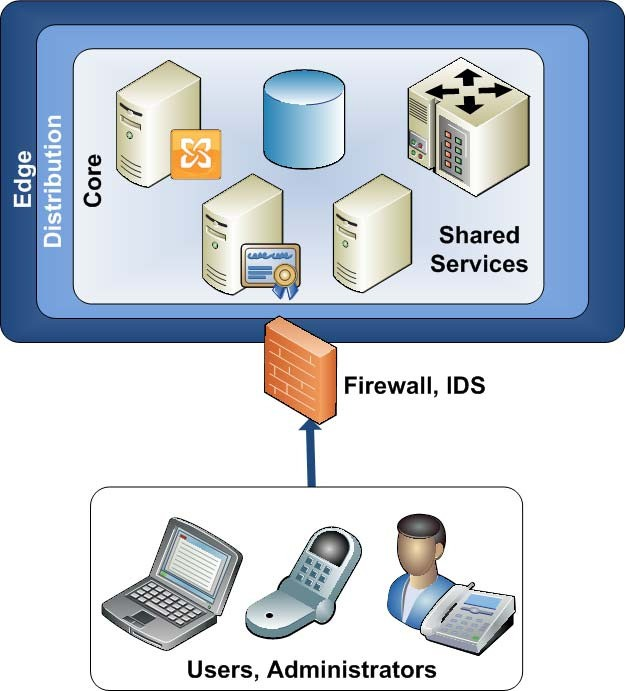 Edge
Distribution
Core
Shared
Services
Firewall, IDS
Users, Administrators